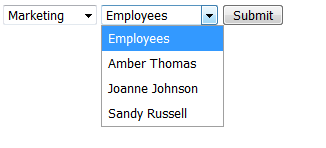 Marketing Employees Submit
Employees
Amber Thomas
Joanne Johnson
Sandy Russell